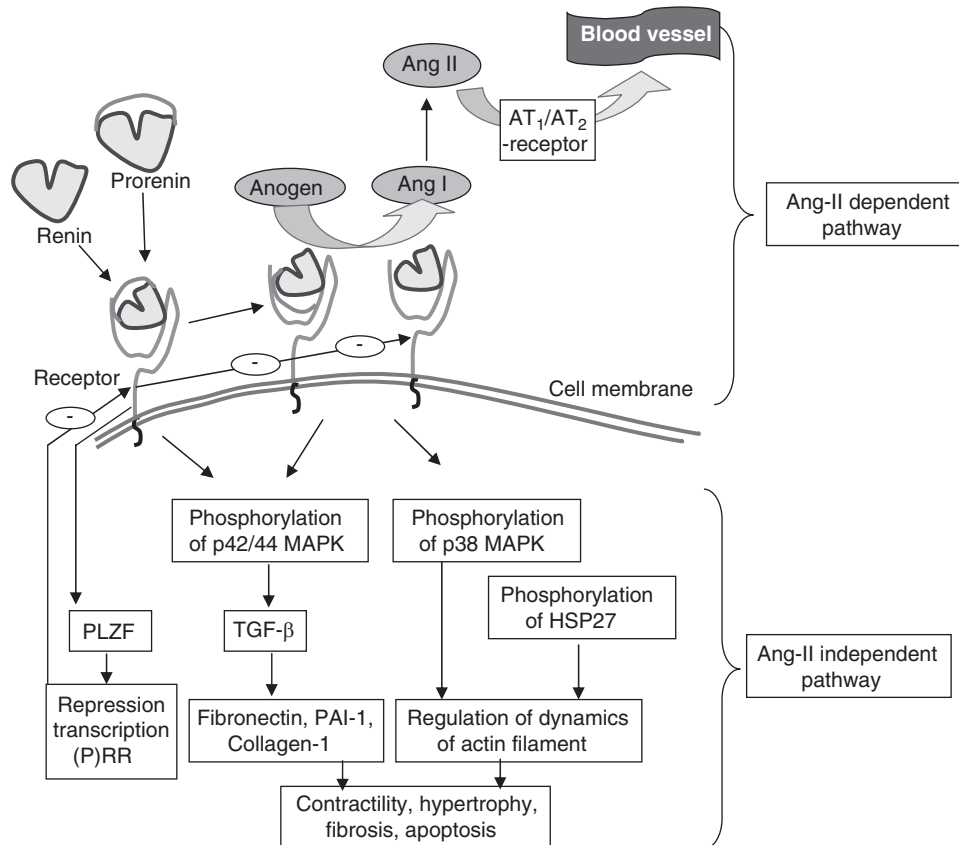 Blood vessel
Ang II
AT₁/AT₂
-receptor
Prorenin
Anogen
Ang I
Renin
Ang-II dependent
pathway
-
-
-
Receptor
Cell membrane
Phosphorylation
of p42/44 MAPK
Phosphorylation
of p38 MAPK
Phosphorylation
of HSP27
PLZF
TGF-β
Ang-II independent
pathway
Repression
transcription
(P)RR
Fibronectin, PAI-1,
Collagen-1
Regulation of dynamics
of actin filament
Contractility, hypertrophy,
fibrosis, apoptosis